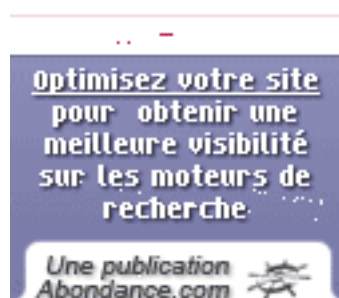 Optimisez votre site
pour obtenir une
meilleure visibilité
sur les moteurs de
recherche
Une publication
Abondance.com